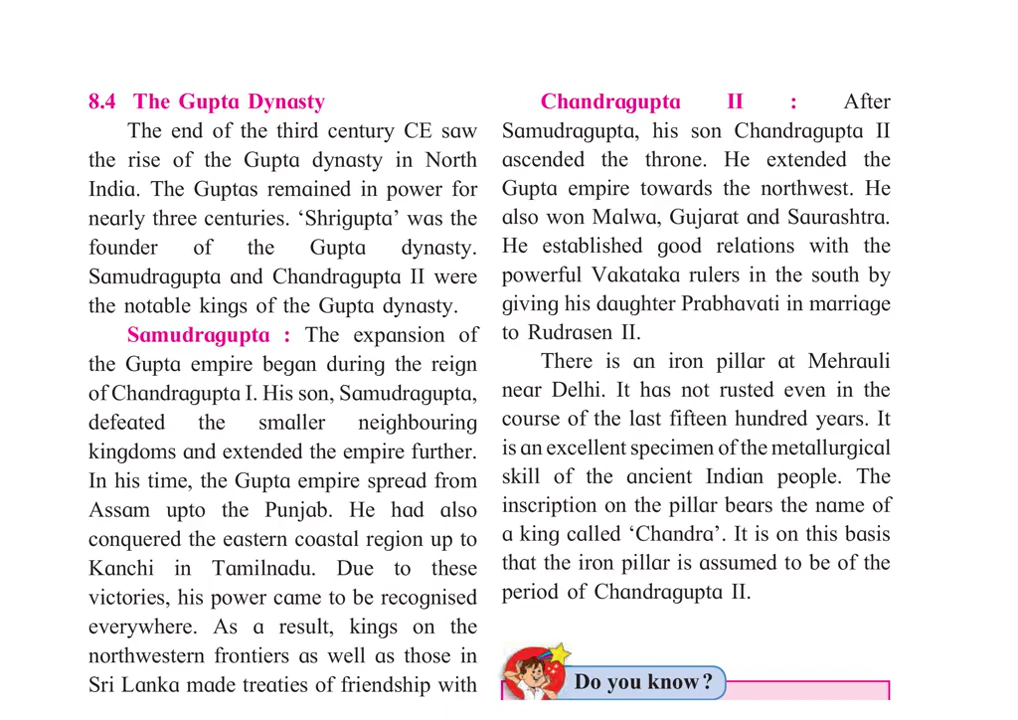 8.4 The Gupta Dynasty
The end of the third century CE saw
the rise of the Gupta dynasty in North
India. The Guptas remained in power for
nearly three centuries. ‘Shrigupta’ was the
founder of the Gupta dynasty.
Samudragupta and Chandragupta II were
the notable kings of the Gupta dynasty.
Samudragupta : The expansion of
the Gupta empire began during the reign
of Chandragupta I. His son, Samudragupta,
defeated the smaller neighbouring
kingdoms and extended the empire further.
In his time, the Gupta empire spread from
Assam upto the Punjab. He had also
conquered the eastern coastal region up to
Kanchi in Tamilnadu. Due to these
victories, his power came to be recognised
everywhere. As a result, kings on the
northwestern frontiers as well as those in
Sri Lanka made treaties of friendship with
Chandragupta II : After
Samudragupta, his son Chandragupta II
ascended the throne. He extended the
Gupta empire towards the northwest. He
also won Malwa, Gujarat and Saurashtra.
He established good relations with the
powerful Vakataka rulers in the south by
giving his daughter Prabhavati in marriage
to Rudrasen II.
There is an iron pillar at Mehrauli
near Delhi. It has not rusted even in the
course of the last fifteen hundred years. It
is an excellent specimen of the metallurgical
skill of the ancient Indian people. The
inscription on the pillar bears the name of
a king called ‘Chandra’. It is on this basis
that the iron pillar is assumed to be of the
period of Chandragupta II.
Do you know?